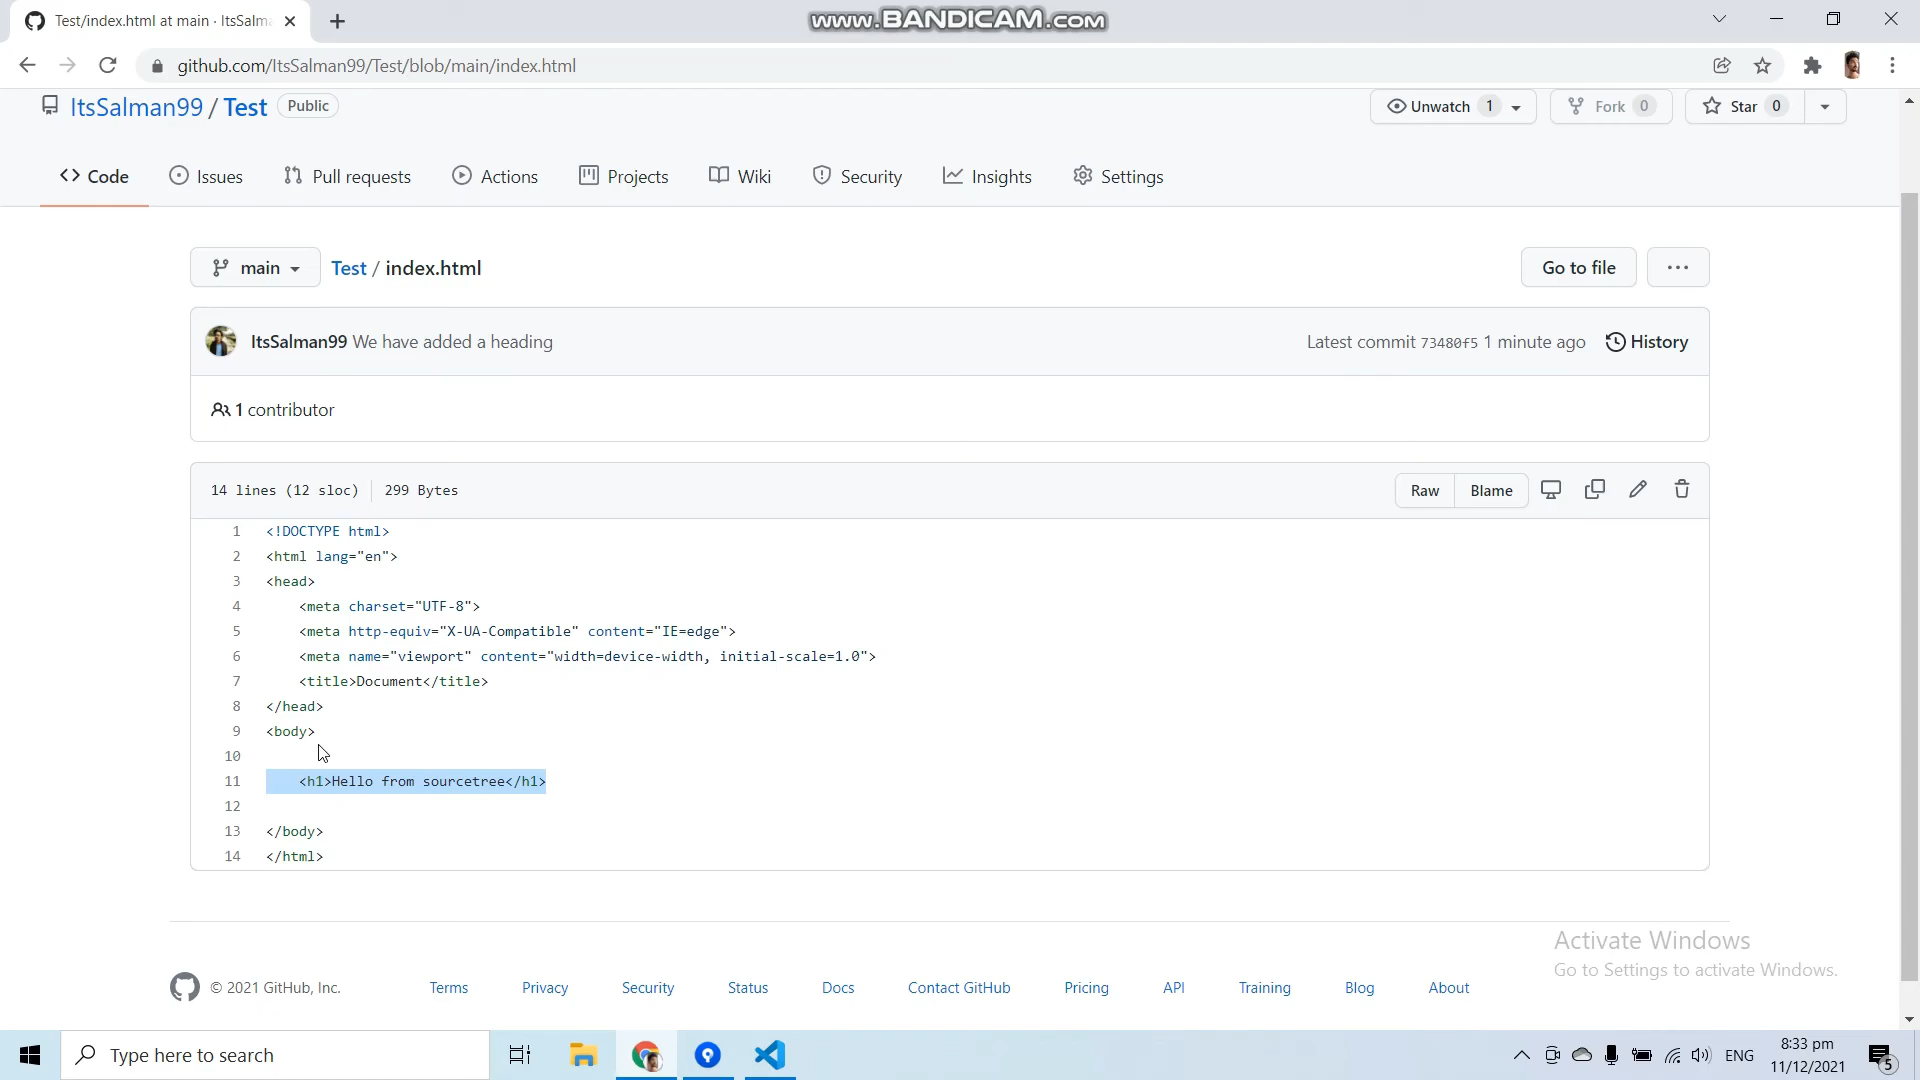 Test/index.html at main · ItsSalma
www.BANDICAM.com
github.com/ItsSalman99/Test/blob/main/index.html
ItsSalman99 / Test Public
Unwatch 1 Fork 0 Star 0
Code Issues Pull requests Actions Projects Wiki Security Insights Settings
main Test / index.html Go to file
ItsSalman99 We have added a heading Latest commit 73480f5 1 minute ago History
1 contributor
14 lines (12 sloc) 299 Bytes Raw Blame
1 <!DOCTYPE html>
2 <html lang="en">
3 <head>
4 <meta charset="UTF-8">
5 <meta http-equiv="X-UA-Compatible" content="IE=edge">
6 <meta name="viewport" content="width=device-width, initial-scale=1.0">
7 <title>Document</title>
8 </head>
9 <body>
10
11 <h1>Hello from sourcetree</h1>
12
13 </body>
14 </html>
Activate Windows
Go to Settings to activate Windows.
© 2021 GitHub, Inc. Terms Privacy Security Status Docs Contact GitHub Pricing API Training Blog About
Type here to search
ENG
8:33 pm
11/12/2021
5